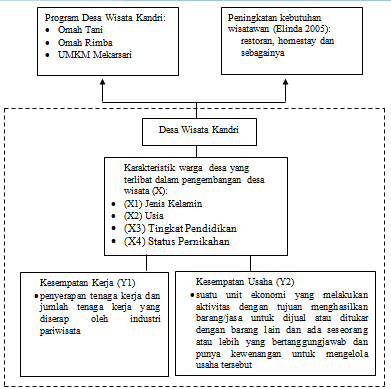 Program Desa Wisata Kandri:
• Omah Tani
• Omah Rimba
• UMKM Mekarsari
Peningkatan kebutuhan
wisatawan (Elinda 2005):
restoran, homestay dan
sebagainya
Desa Wisata Kandri
Karakteristik warga desa yang
terlibat dalam pengembangan desa
wisata (X):
• (X1) Jenis Kelamin
• (X2) Usia
• (X3) Tingkat Pendidikan
• (X4) Status Pernikahan
Kesempatan Kerja (Y1)
•penyerapan tenaga kerja dan
jumlah tenaga kerja yang
diserap oleh industri
pariwisata
Kesempatan Usaha (Y2)
•suatu unit ekonomi yang melakukan
aktivitas dengan tujuan menghasilkan
barang/jasa untuk dijual atau ditukar
dengan barang lain dan ada seseorang
atau lebih yang bertanggungjawab dan
punya kewenangan untuk mengelola
usaha tersebut